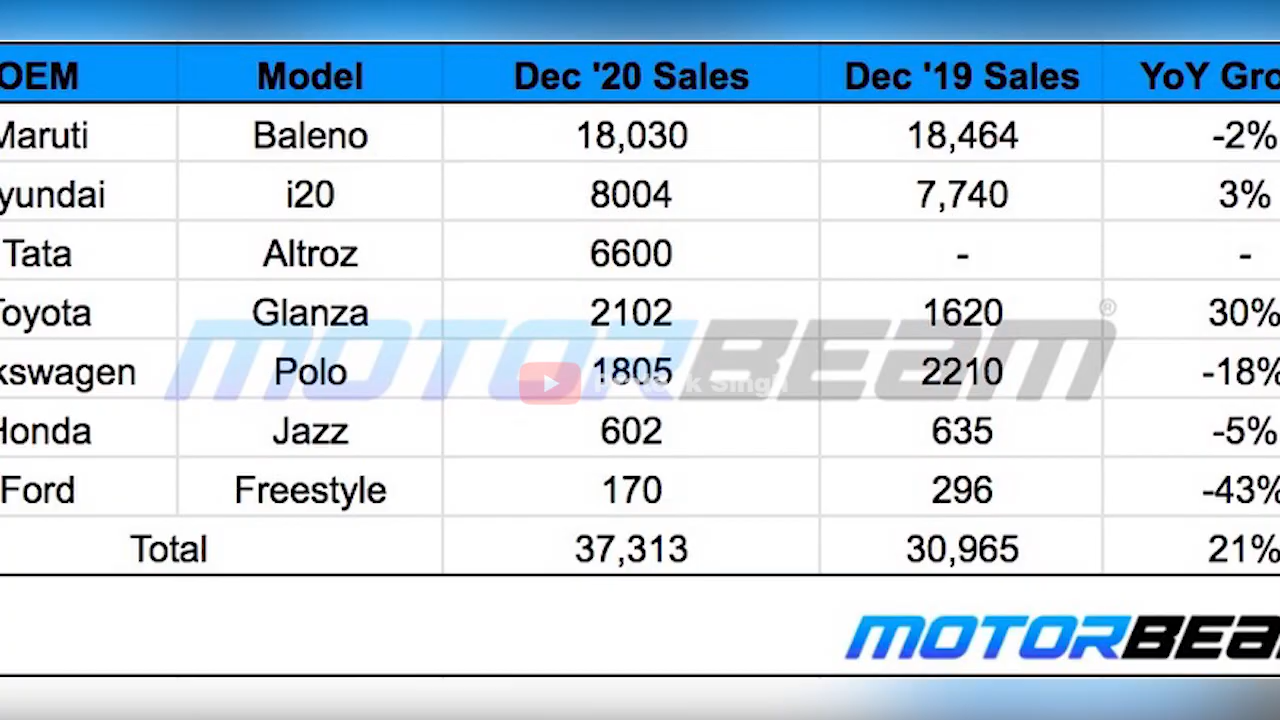 OEM Model Dec '20 Sales Dec '19 Sales YoY Gro
Maruti Baleno 18,030 18,464 -2%
yundai i20 8004 7,740 3%
Tata Altroz 6600 - -
Toyota Glanza 2102 1620 30%
MOTORBEAM®
kswagen Polo 1805 2210 -18%
Honda Jazz 602 635 -5%
Ford Freestyle 170 296 -43%
Total 37,313 30,965 21%
MOTORBEA